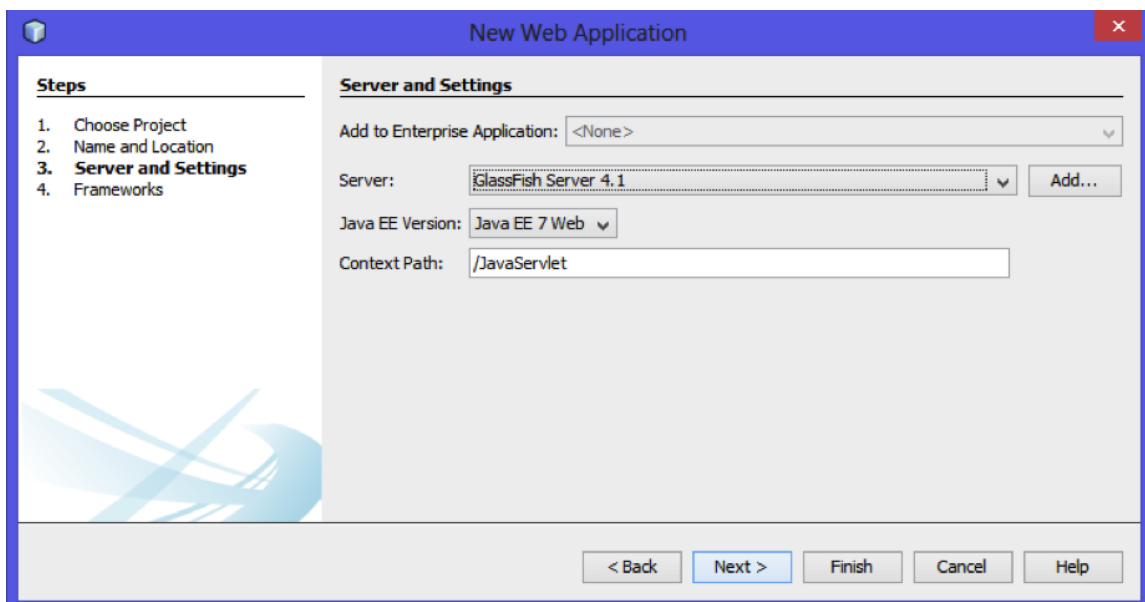 New Web Application
Steps
1. Choose Project
2. Name and Location
3. Server and Settings
4. Frameworks
Server and Settings
Add to Enterprise Application: <None>
Server: GlassFish Server 4.1 Add...
Java EE Version: Java EE 7 Web
Context Path: /JavaServlet
< Back Next > Finish Cancel Help